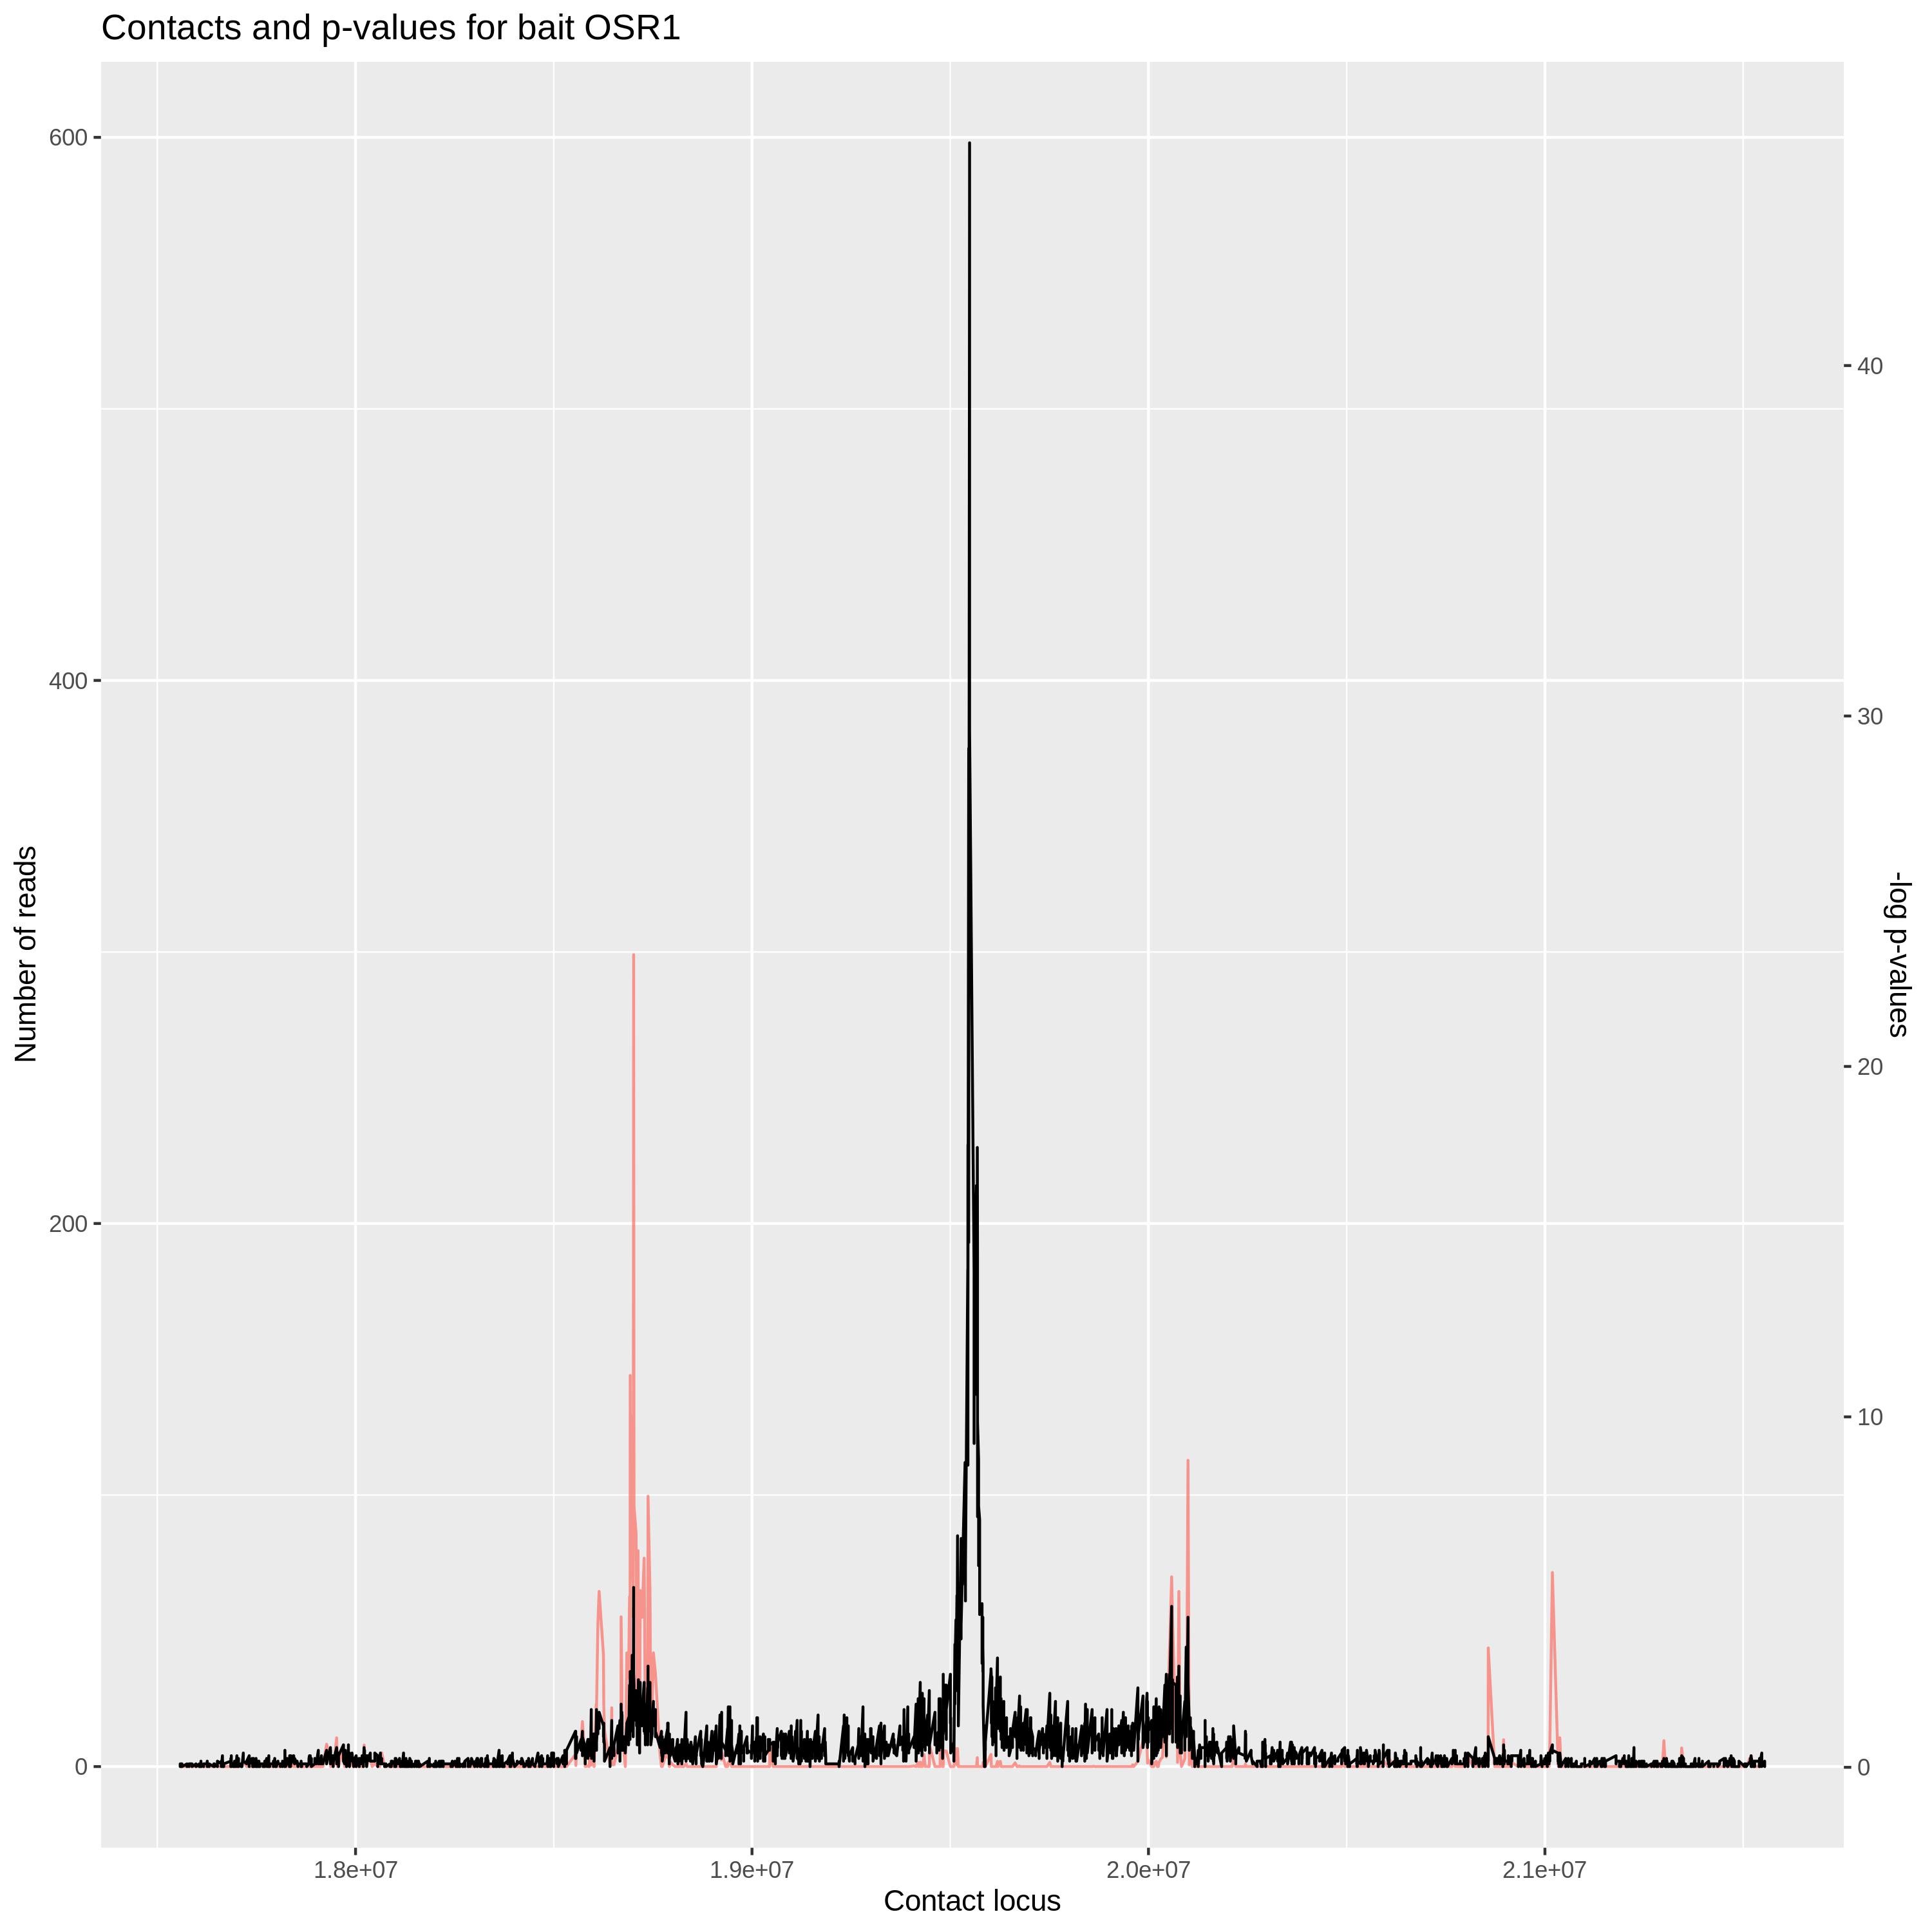 Contacts and p-values for bait OSR1
600
400
200
0
Number of reads
40
30
20
10
0
-log p-values
1.8e+07
1.9e+07
2.0e+07
2.1e+07
Contact locus